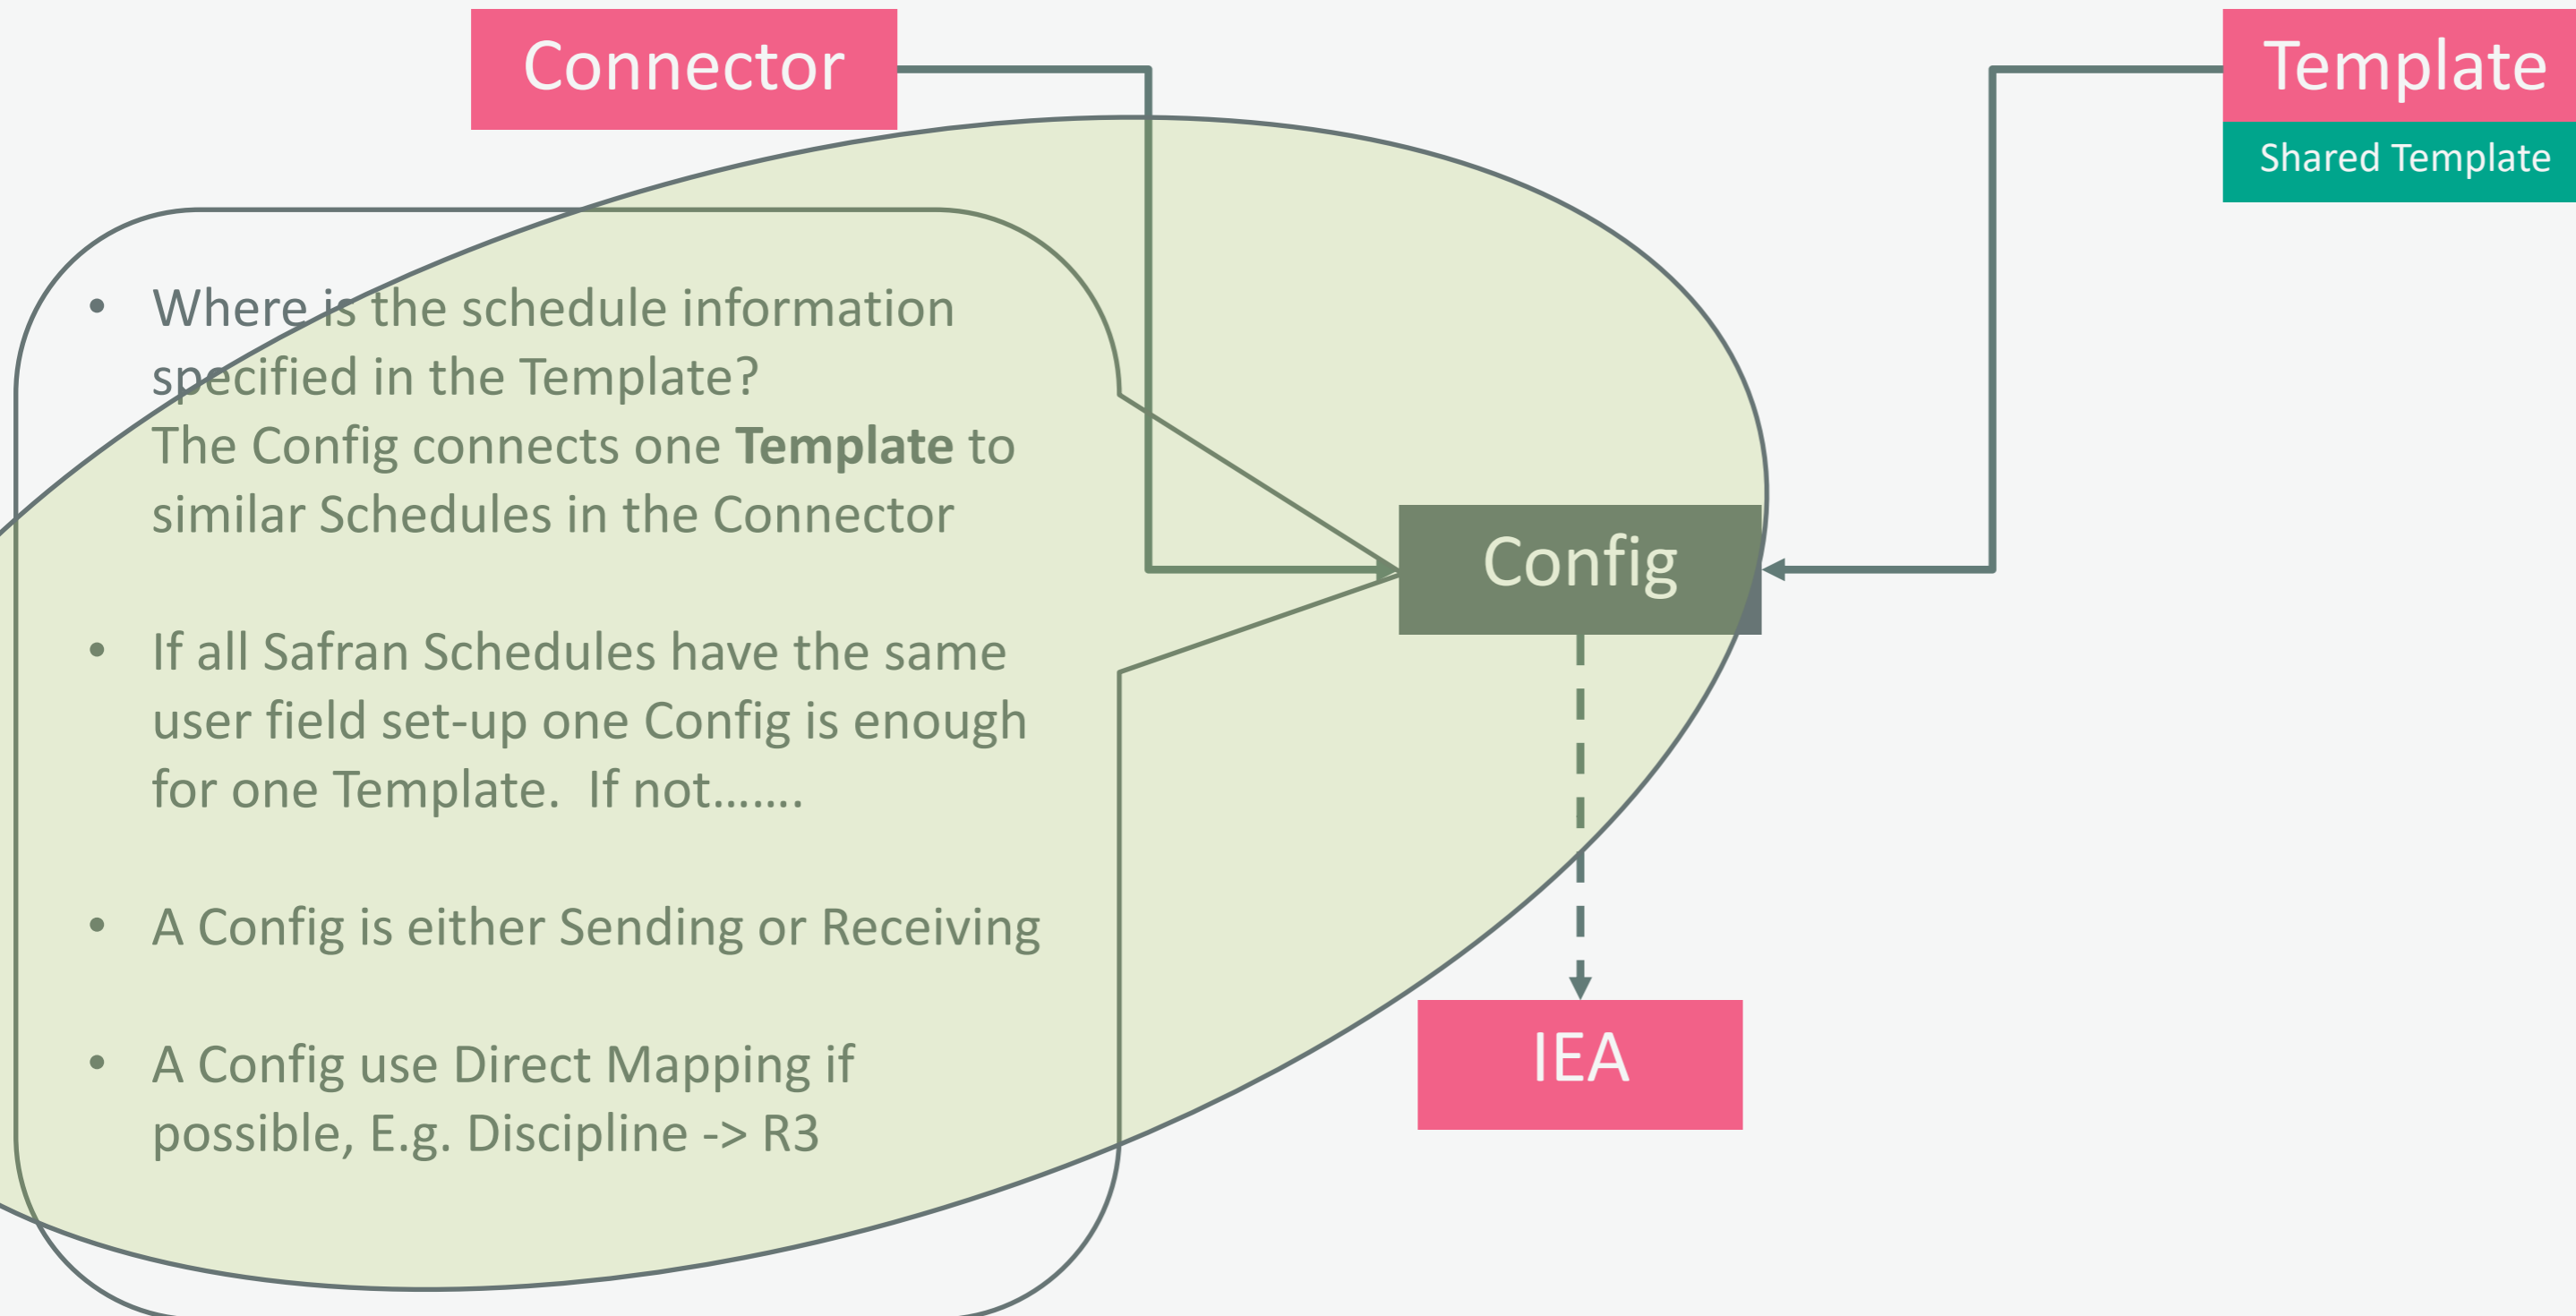 Connector
Template
Shared Template
• Where is the schedule information
specified in the Template?
The Config connects one Template to
similar Schedules in the Connector
• If all Safran Schedules have the same
user field set-up one Config is enough
for one Template.  If not.......
• A Config is either Sending or Receiving
• A Config use Direct Mapping if
possible, E.g. Discipline -> R3
Config
IEA